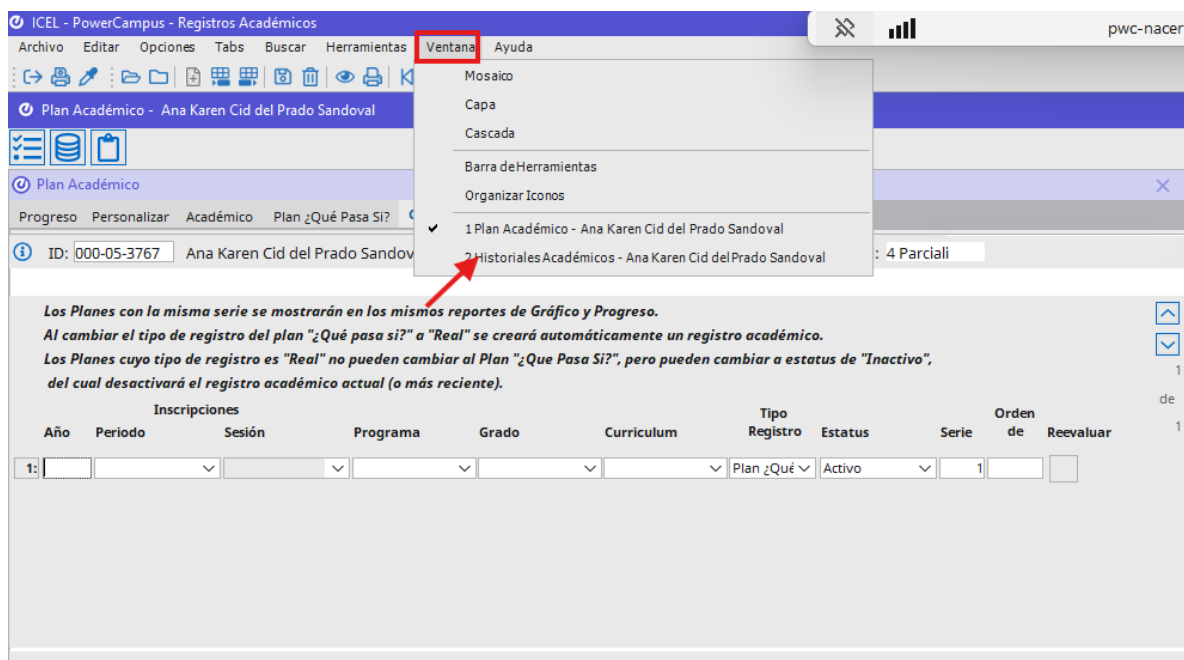 ICEL - PowerCampus - Registros Académicos
pwc-nacer
Archivo Editar Opciones Tabs Buscar Herramientas Ventana Ayuda
Mosaico
Capa
Cascada
Barra de Herramientas
Organizar Iconos
1 Plan Académico - Ana Karen Cid del Prado Sandoval
2 Historiales Académicos - Ana Karen Cid del Prado Sandoval
Plan Académico - Ana Karen Cid del Prado Sandoval
Plan Académico
Progreso Personalizar Académico Plan ¿Qué Pasa Si?
ID: 000-05-3767 Ana Karen Cid del Prado Sandov : 4 Parciali
Los Planes con la misma serie se mostrarán en los mismos reportes de Gráfico y Progreso.
Al cambiar el tipo de registro del plan "¿Qué pasa si?" a "Real" se creará automáticamente un registro académico.
Los Planes cuyo tipo de registro es "Real" no pueden cambiar al Plan "¿Que Pasa Si?", pero pueden cambiar a estatus de "Inactivo",
del cual desactivará el registro académico actual (o más reciente).
1
de
1
Inscripciones
Año Periodo Sesión Programa Grado Curriculum Tipo Registro Estatus Serie Orden de Reevaluar
1: Plan ¿Qué Activo 1